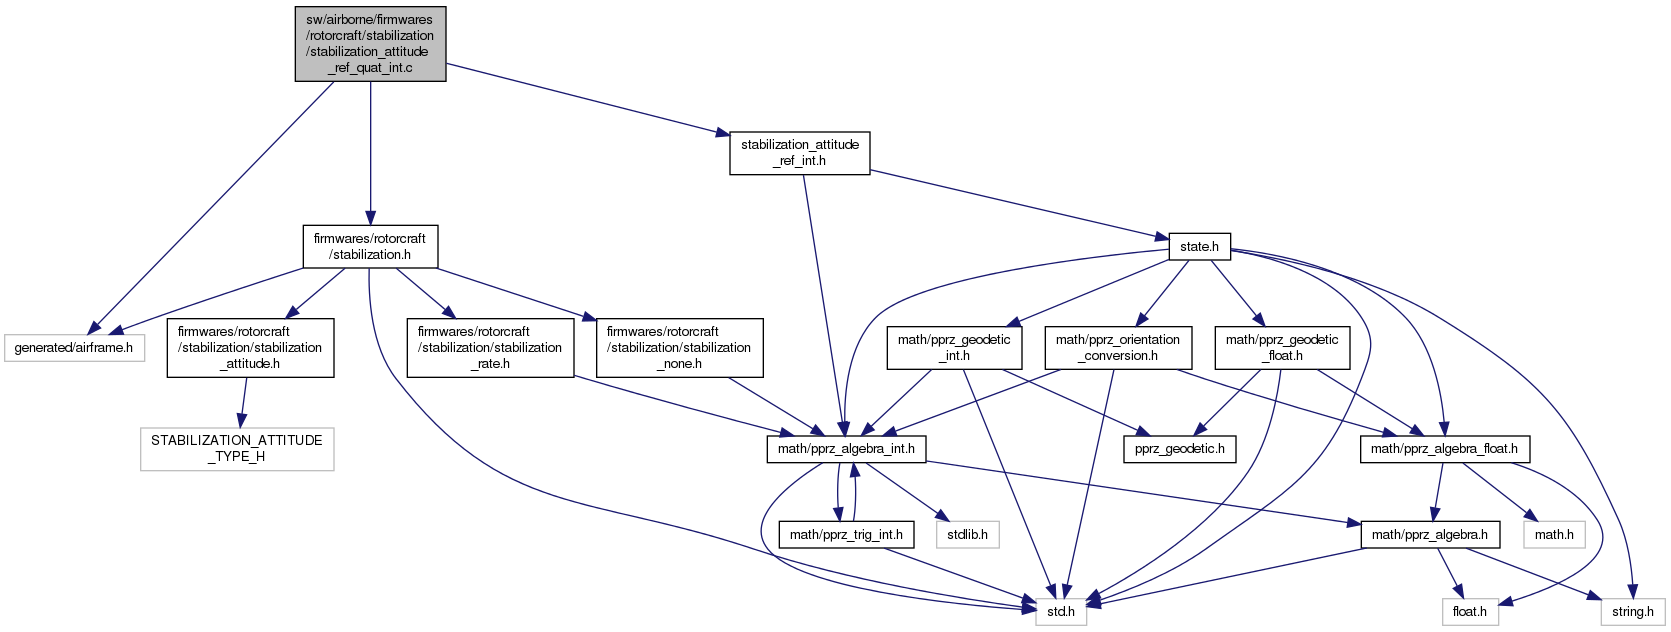 sw/airborne/firmwares
/rotorcraft/stabilization
/stabilization_attitude
_ref_quat_int.c
stabilization_attitude
_ref_int.h
firmwares/rotorcraft
/stabilization.h
state.h
generated/airframe.h
firmwares/rotorcraft
/stabilization/stabilization
_attitude.h
firmwares/rotorcraft
/stabilization/stabilization
_rate.h
firmwares/rotorcraft
/stabilization/stabilization
_none.h
math/pprz_geodetic
_int.h
math/pprz_orientation
_conversion.h
math/pprz_geodetic
_float.h
STABILIZATION_ATTITUDE
_TYPE_H
math/pprz_algebra_int.h
pprz_geodetic.h
math/pprz_algebra_float.h
math/pprz_trig_int.h
stdlib.h
math/pprz_algebra.h
math.h
std.h
float.h
string.h